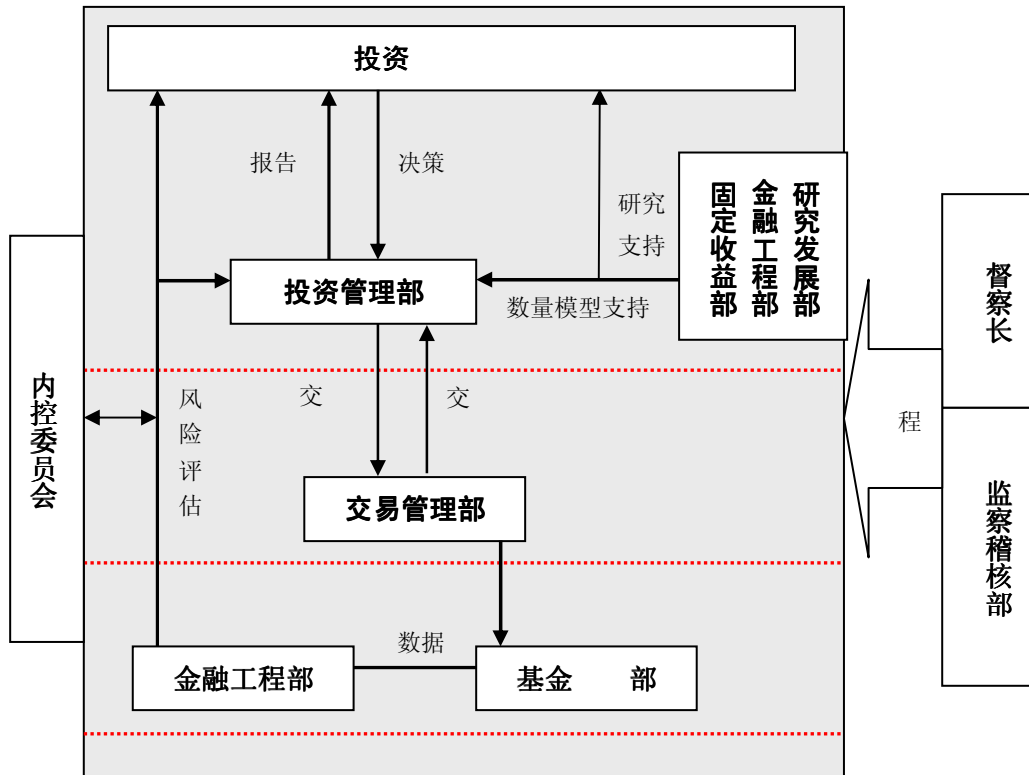 投资
报告
决策
研究
支持
固定收益部
金融工程部
研究发展部
投资管理部
数量模型支持
督察长
内控委员会
风险评估
交
交
程
交易管理部
监察稽核部
数据
金融工程部
基金 部